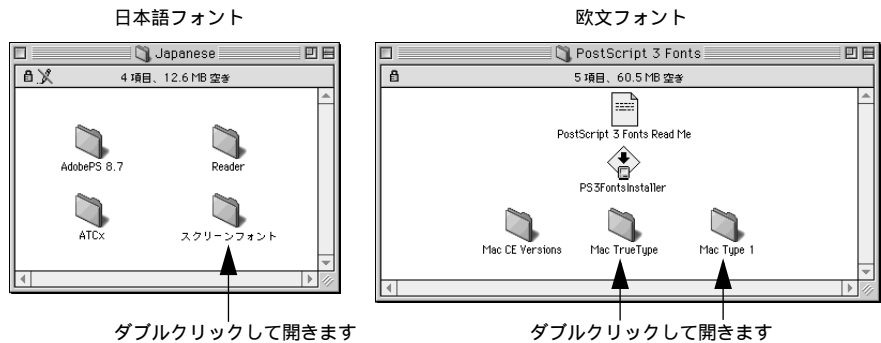 日本語フォント
Japanese
4 項目、12.6 MB 空き
AdobePS 8.7
Reader
ATCx
スクリーンフォント
ダブルクリックして開きます
欧文フォント
PostScript 3 Fonts
5 項目、60.5 MB 空き
PostScript 3 Fonts Read Me
PS3FontsInstaller
Mac CE Versions
Mac TrueType
Mac Type 1
ダブルクリックして開きます